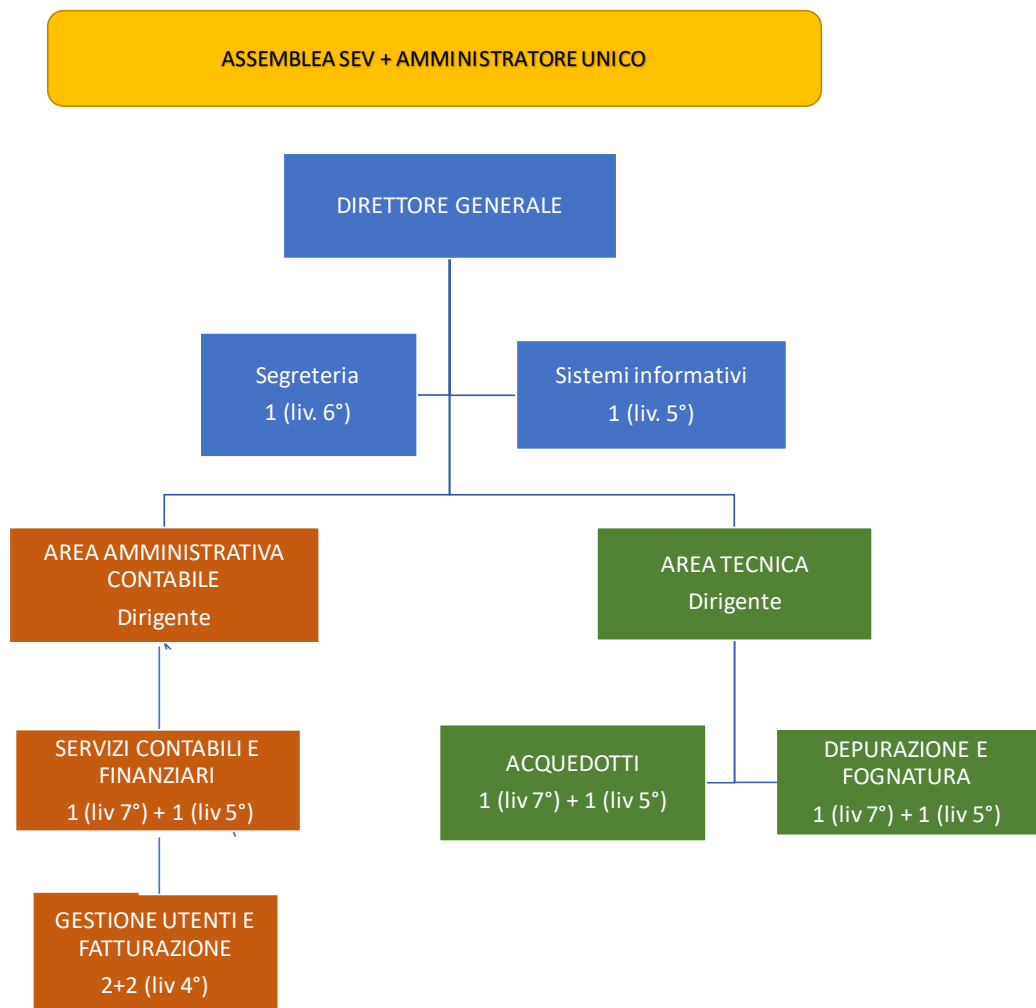 ASSEMBLEA SEV + AMMINISTRATORE UNICO
DIRETTORE GENERALE
Segreteria
1 (liv. 6°)
Sistemi informativi
1 (liv. 5°)
AREA AMMINISTRATIVA
CONTABILE
Dirigente
AREA TECNICA
Dirigente
SERVIZI CONTABILI E
FINANZIARI
1 (liv 7°) + 1 (liv 5°)
ACQUEDOTTI
1 (liv 7°) + 1 (liv 5°)
DEPURAZIONE E
FOGNATURA
1 (liv 7°) + 1 (liv 5°)
GESTIONE UTENTI E
FATTURAZIONE
2+2 (liv 4°)